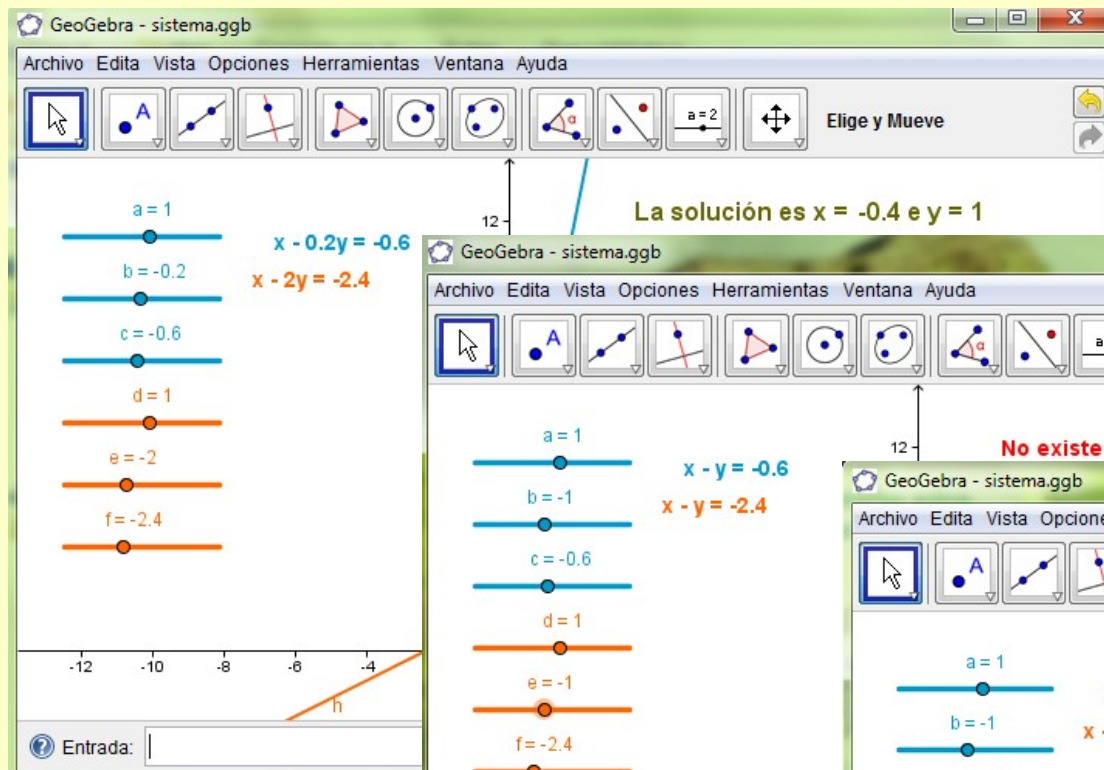 GeoGebra - sistema.ggb
Archivo Edita Vista Opciones Herramientas Ventana Ayuda
A
α
a = 2
Elige y Mueve
a = 1
b = -0.2
c = -0.6
d = 1
e = -2
f = -2.4
x - 0.2y = -0.6
x - 2y = -2.4
12
La solución es x = -0.4 e y = 1
-12 -10 -8 -6 -4
h
Entrada:
GeoGebra - sistema.ggb
Archivo Edita Vista Opciones Herramientas Ventana Ayuda
A
α
a
a = 1
b = -1
c = -0.6
d = 1
e = -1
f = -2.4
x - y = -0.6
x - y = -2.4
12
No existe
GeoGebra - sistema.ggb
Archivo Edita Vista
A
a = 1
b = -1
x -